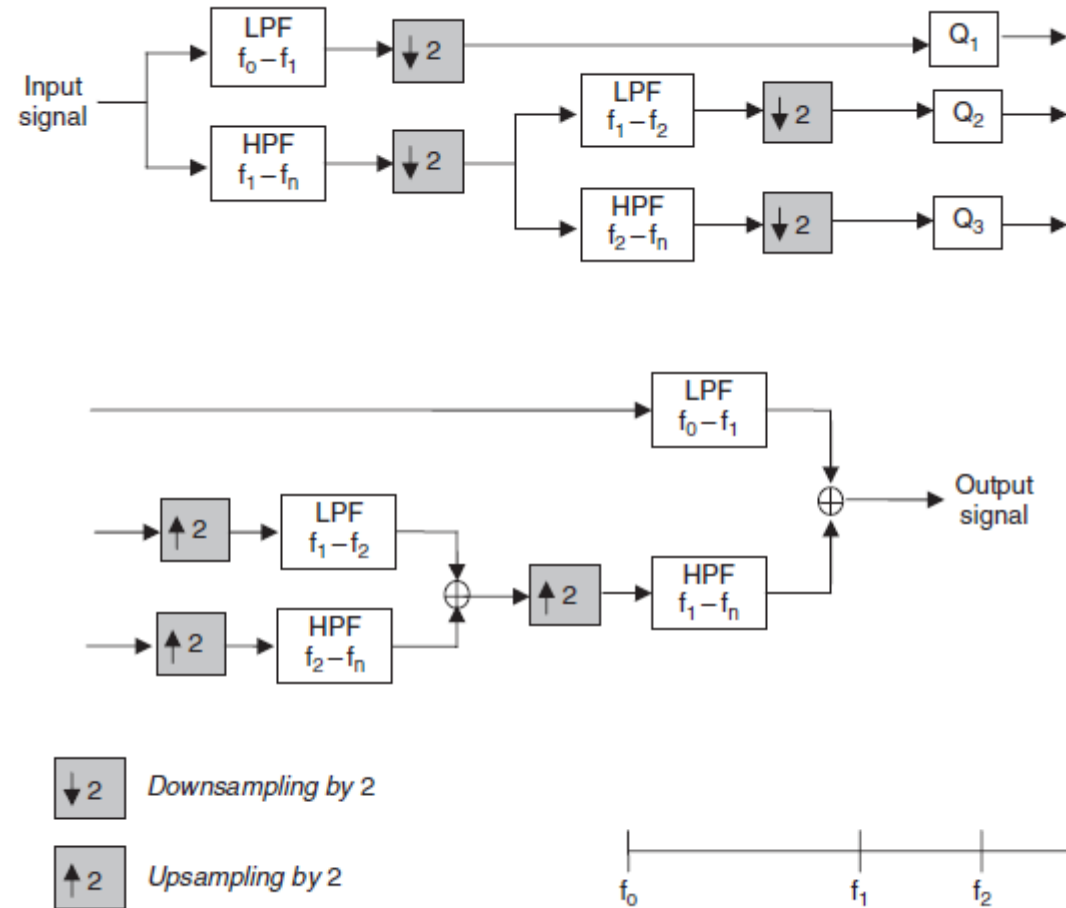 LPF
fₒ – f₁
↓ 2
Q₁
Input
signal
LPF
f₁ – f₂
↓ 2
Q₂
HPF
f₁ – fₙ
↓ 2
HPF
f₂ – fₙ
↓ 2
Q₃
LPF
f₀ – f₁
Output
signal
↑ 2
LPF
f₁ – f₂
↑ 2
HPF
f₁ – fₙ
↑ 2
HPF
f₂ – fₙ
↓ 2 Downsampling by 2
↑ 2 Upsampling by 2
fₒ f₁ f₂